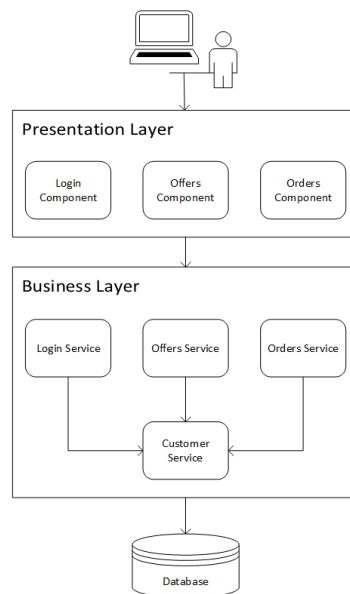 Presentation Layer
Login
Component
Offers
Component
Orders
Component
Business Layer
Login Service
Offers Service
Orders Service
Customer
Service
Database